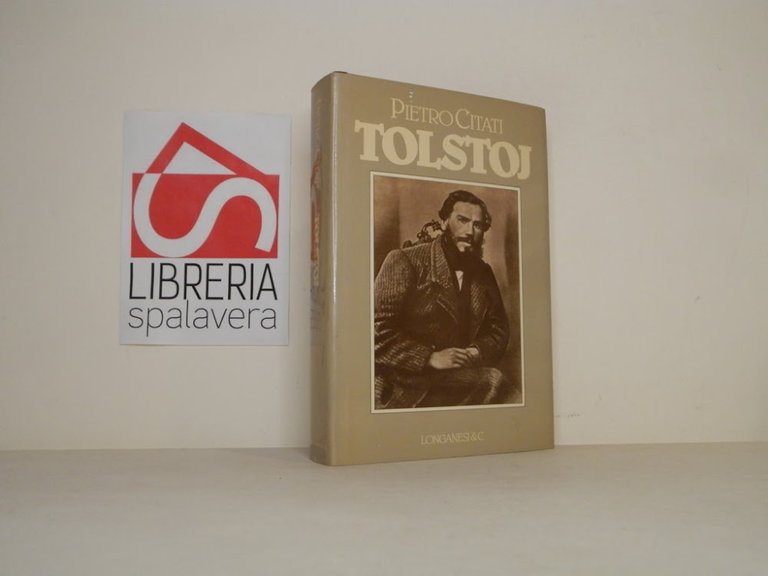 LIBRERIA
spalavera
PIETRO CITATI
TOLSTOJ
LONGANESI & C.